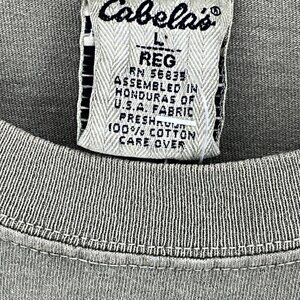 Cabela's®
L
REG
RN 56835
ASSEMBLED IN
HONDURAS OF
U.S.A. FABRIC
PRESHRUNK
100% COTTON
CARE OVER